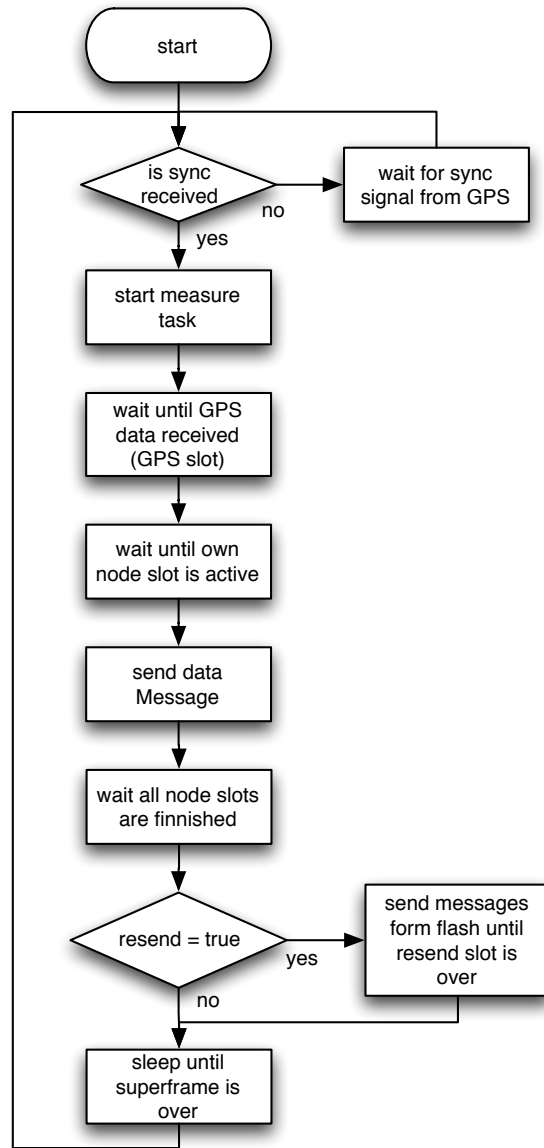 start
is sync
received
no
yes
wait for sync
signal from GPS
start measure
task
wait until GPS
data received
(GPS slot)
wait until own
node slot is active
send data
Message
wait all node slots
are finnished
resend = true
yes
no
send messages
form flash until
resend slot is
over
sleep until
superframe is
over